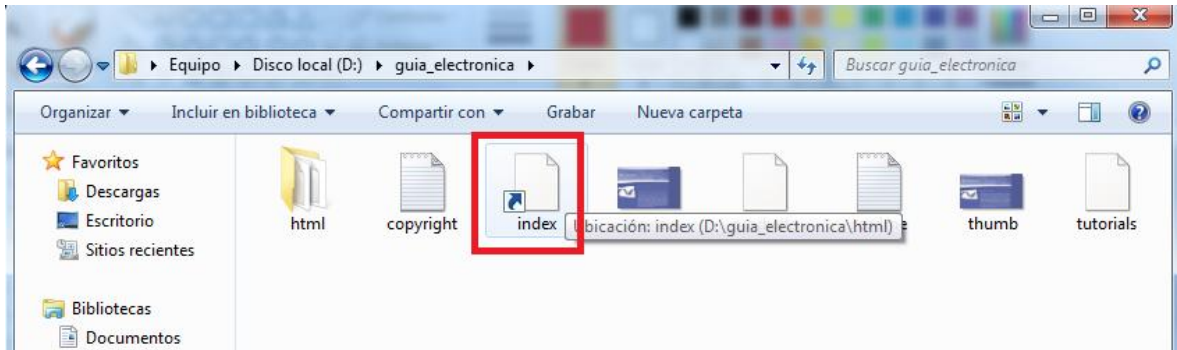 Equipo ▸ Disco local (D:) ▸ guia_electronica ▸
Buscar guia_electronica
Organizar Incluir en biblioteca Compartir con Grabar Nueva carpeta
Favoritos
Descargas
Escritorio
Sitios recientes
Bibliotecas
Documentos
html
copyright
index
Ubicación: index (D:\guia_electronica\html)
thumb
tutorials